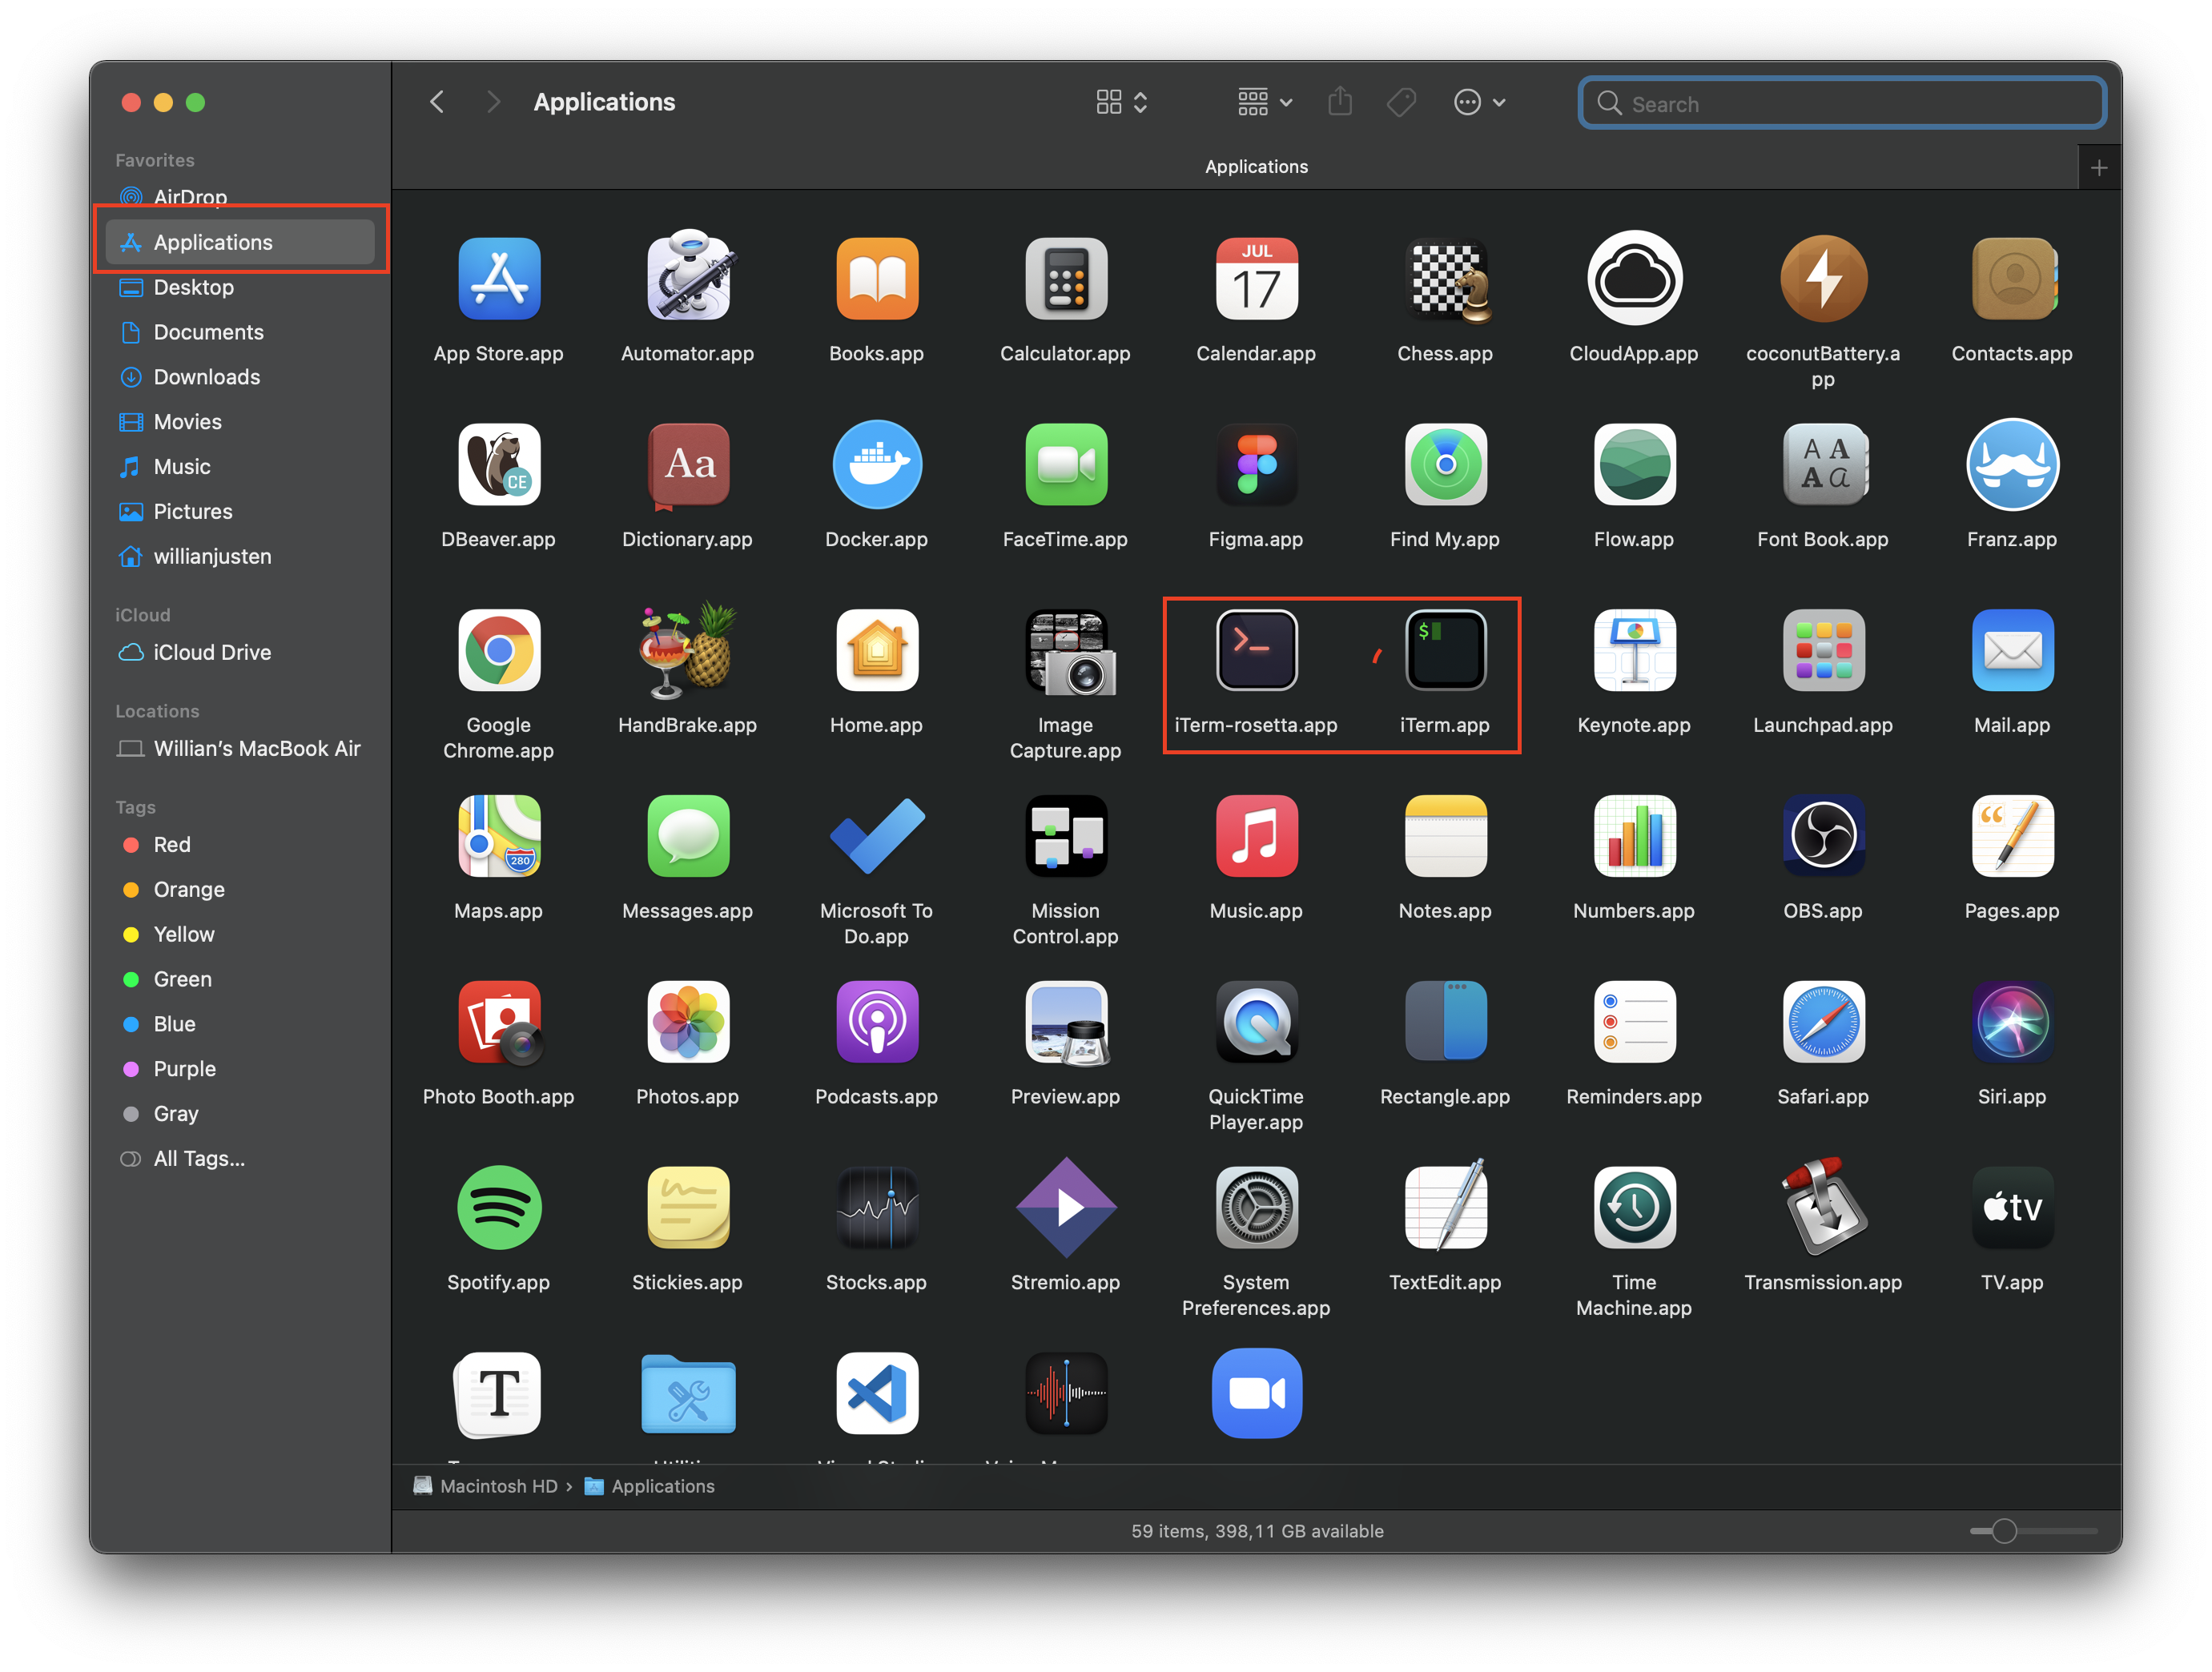 Applications
Search
Favorites
AirDrop
Applications
Desktop
Documents
Downloads
Movies
Music
Pictures
willianjusten
iCloud
iCloud Drive
Locations
Willian's MacBook Air
Tags
Red
Orange
Yellow
Green
Blue
Purple
Gray
All Tags...
Applications
JUL
17
App Store.app
Automator.app
Books.app
Calculator.app
Calendar.app
Chess.app
CloudApp.app
coconutBattery.a
pp
Contacts.app
CE
Aa
A A
A a
DBeaver.app
Dictionary.app
Docker.app
FaceTime.app
Figma.app
Find My.app
Flow.app
Font Book.app
Franz.app
>_
$
Google
Chrome.app
HandBrake.app
Home.app
Image
Capture.app
iTerm-rosetta.app
iTerm.app
Keynote.app
Launchpad.app
Mail.app
280
Maps.app
Messages.app
Microsoft To
Do.app
Mission
Control.app
Music.app
Notes.app
Numbers.app
OBS.app
Pages.app
Photo Booth.app
Photos.app
Podcasts.app
Preview.app
QuickTime
Player.app
Rectangle.app
Reminders.app
Safari.app
Siri.app
tv
Spotify.app
Stickies.app
Stocks.app
Stremio.app
System
Preferences.app
TextEdit.app
Time
Machine.app
Transmission.app
TV.app
T
Macintosh HD › Applications
59 items, 398,11 GB available